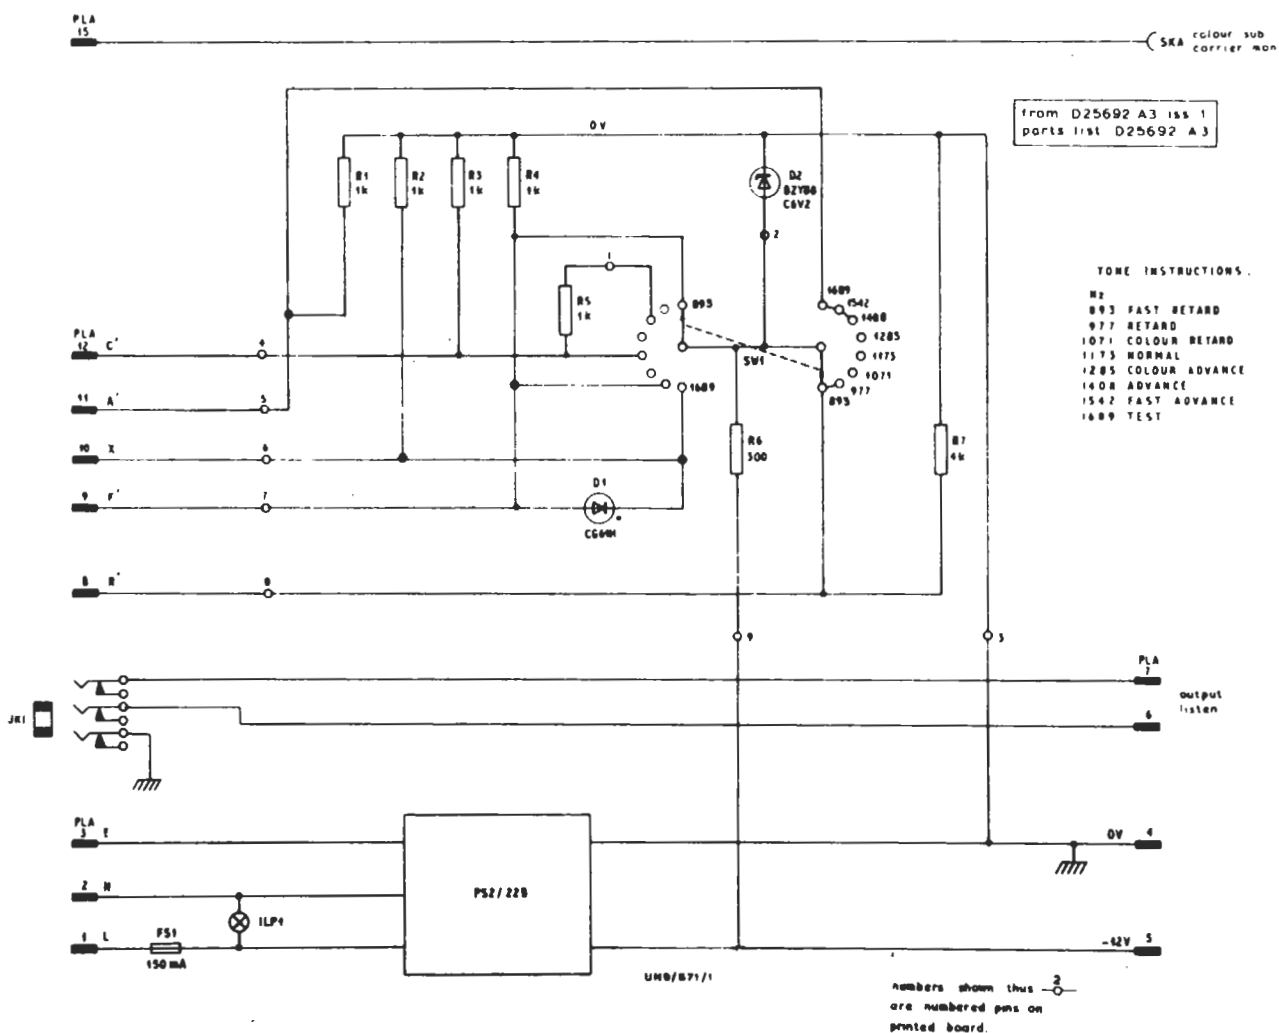 PLA
15
SKA colour sub
carrier mon
from D25692 A3 iss 1
parts list D25692 A3
0V
R1
1k
R2
1k
R3
1k
R4
1k
D2
BZY88
C6V2
2
1
R5
1k
893
1689
1542
1408
1285
1175
1071
977
893
SW1
1689
TONE INSTRUCTIONS.
Hz
893 FAST RETARD
977 RETARD
1071 COLOUR RETARD
1173 NORMAL
1285 COLOUR ADVANCE
1408 ADVANCE
1542 FAST ADVANCE
1689 TEST
PLA
12 C'
4
11 A'
5
10 X
6
9 F'
7
D1
CG64H
R6
300
R7
4k
8 R'
8
9
3
JK1
PLA
7
output
listen
6
PLA
3 E
PS2/22B
0V 4
2 N
ILP1
1 L
FS1
150mA
-12V 5
UN9/671/1
numbers shown thus 2
are numbered pins on
printed board.